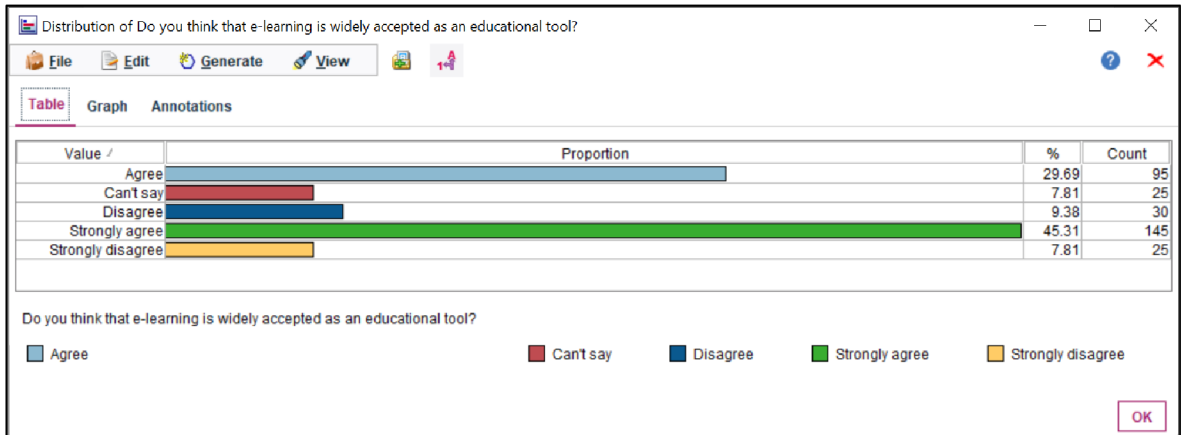 Distribution of Do you think that e-learning is widely accepted as an educational tool?
File Edit Generate View
Table Graph Annotations
Value Proportion % Count
Agree 29.69 95
Can't say 7.81 25
Disagree 9.38 30
Strongly agree 45.31 145
Strongly disagree 7.81 25
Do you think that e-learning is widely accepted as an educational tool?
Agree Can't say Disagree Strongly agree Strongly disagree
OK